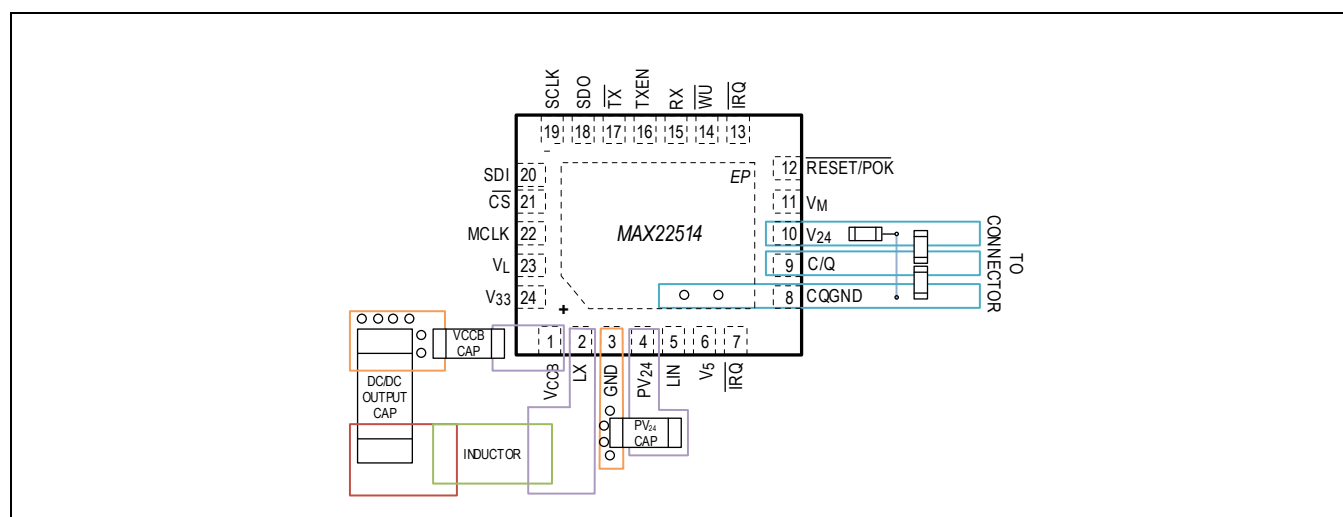 SCLK
SDO
TX
TXEN
RX
WU
IRQ
19 18 17 16 15 14 13
SDI 20
EP
12 RESET/POK
CS 21
11 VM
MCLK 22
MAX22514
10 V24
VL 23
9 C/Q
V33 24
8 CQGND
TO
CONNECTOR
+
1 2 3 4 5 6 7
VCCB
LX
GND
PV24
LIN
V5
IRQ
VCCB
CAP
DC/DC
OUTPUT
CAP
PV24
CAP
INDUCTOR